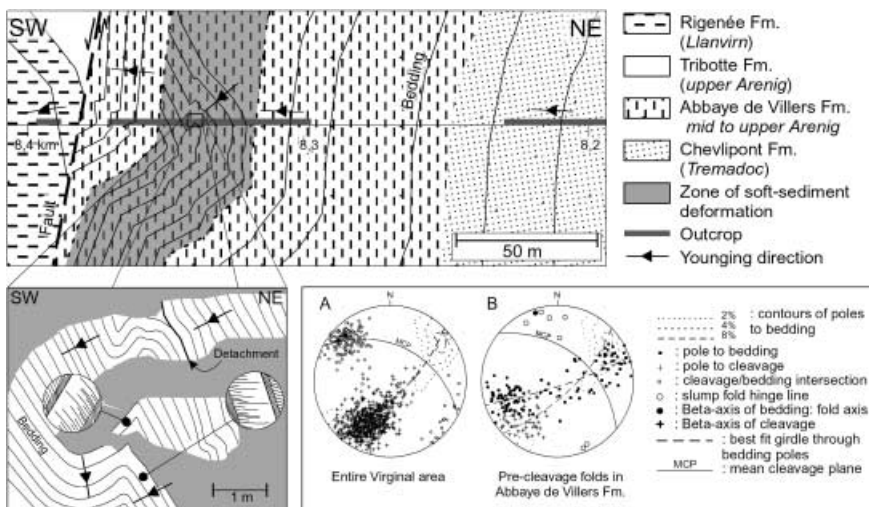 SW
NE
Bedding
8,4 km
8,3
8,2
Fault
50 m
Rigenée Fm.
(Llanvirn)
Tribotte Fm.
(upper Arenig)
Abbaye de Villers Fm.
mid to upper Arenig
Chevlipont Fm.
(Tremadoc)
Zone of soft-sediment
deformation
Outcrop
Younging direction
SW
NE
Detachment
Bedding
1 m
A
N
MCP
Entire Virginal area
B
N
MCP
Pre-cleavage folds in
Abbaye de Villers Fm.
2% : contours of poles
4% to bedding
8%
: pole to bedding
: pole to cleavage
: cleavage/bedding intersection
: slump fold hinge line
: Beta-axis of bedding: fold axis
: Beta-axis of cleavage
: best fit girdle through
bedding poles
MCP : mean cleavage plane